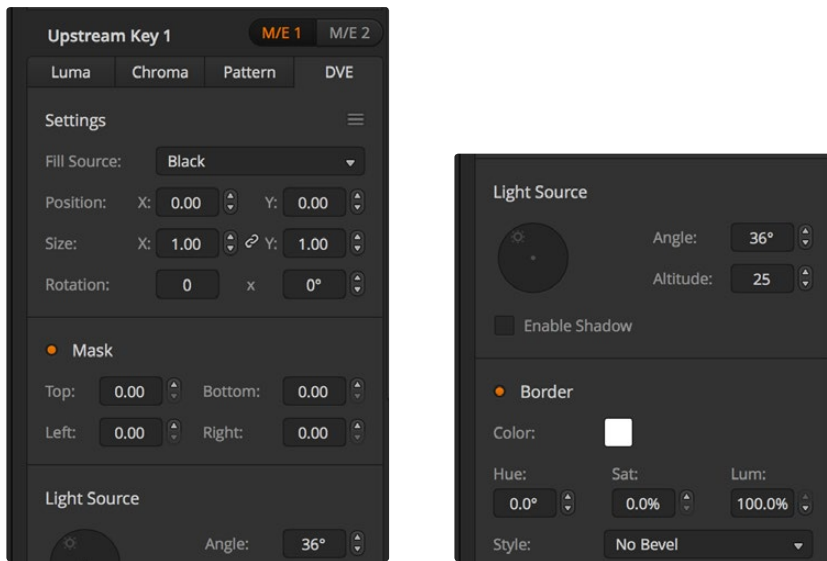 Upstream Key 1 M/E 1 M/E 2
Luma Chroma Pattern DVE
Settings
Fill Source: Black
Position: X: 0.00 Y: 0.00
Size: X: 1.00 Y: 1.00
Rotation: 0 x 0°
Mask
Top: 0.00 Bottom: 0.00
Left: 0.00 Right: 0.00
Light Source
Angle: 36°
Light Source
Angle: 36°
Altitude: 25
Enable Shadow
Border
Color:
Hue: Sat: Lum:
0.0° 0.0% 100.0%
Style: No Bevel